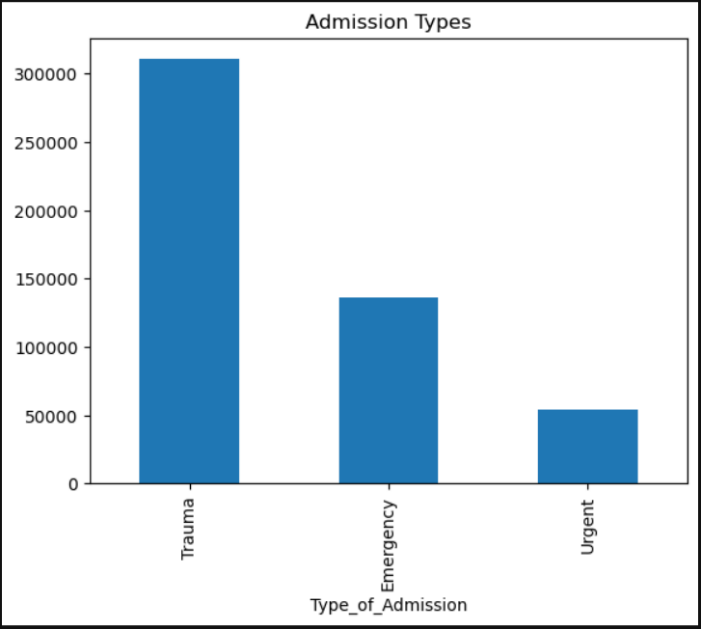 Admission Types
300000
250000
200000
150000
100000
50000
0
Trauma
Emergency
Urgent
Type_of_Admission